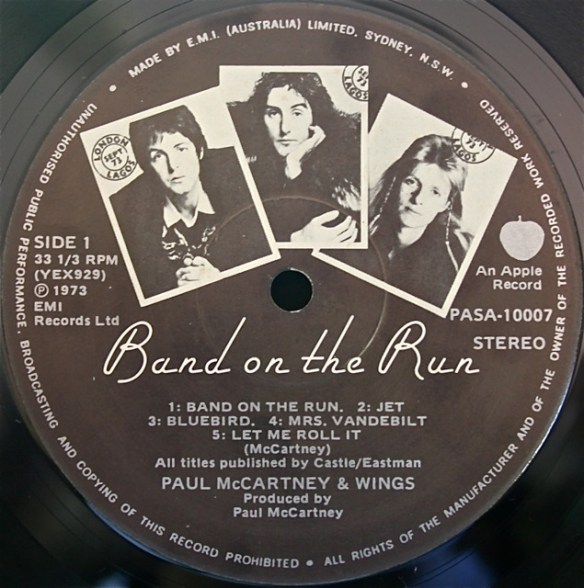 MADE BY E.M.I. (AUSTRALIA) LIMITED. SYDNEY. N.S.W. •
UNAUTHORISED PUBLIC PERFORMANCE. BROADCASTING AND COPYING OF THIS RECORD PROHIBITED • ALL RIGHTS OF THE MANUFACTURER AND OF THE OWNER OF THE RECORDED WORK RESERVED •
LONDON
SEPT 1
73
LAGOS
SIDE 1
33 1/3 RPM
(YEX929)
Ⓟ 1973
EMI
Records Ltd
An Apple
Record
PASA-10007
STEREO
Band on the Run
1: BAND ON THE RUN. 2: JET
3: BLUEBIRD. 4: MRS. VANDEBILT
5: LET ME ROLL IT
(McCartney)
All titles published by Castle/Eastman
PAUL McCARTNEY & WINGS
Produced by
Paul McCartney